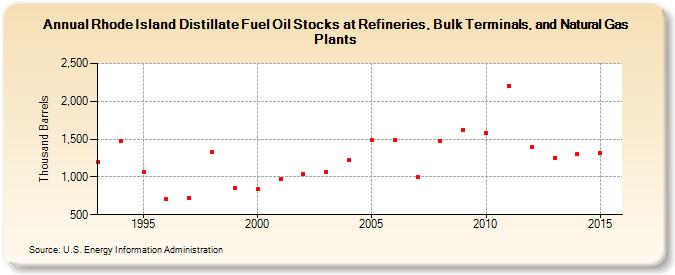 Annual Rhode Island Distillate Fuel Oil Stocks at Refineries, Bulk Terminals, and Natural Gas
Plants
Thousand Barrels
2,500
2,000
1,500
1,000
500
1995
2000
2005
2010
2015
Source: U.S. Energy Information Administration